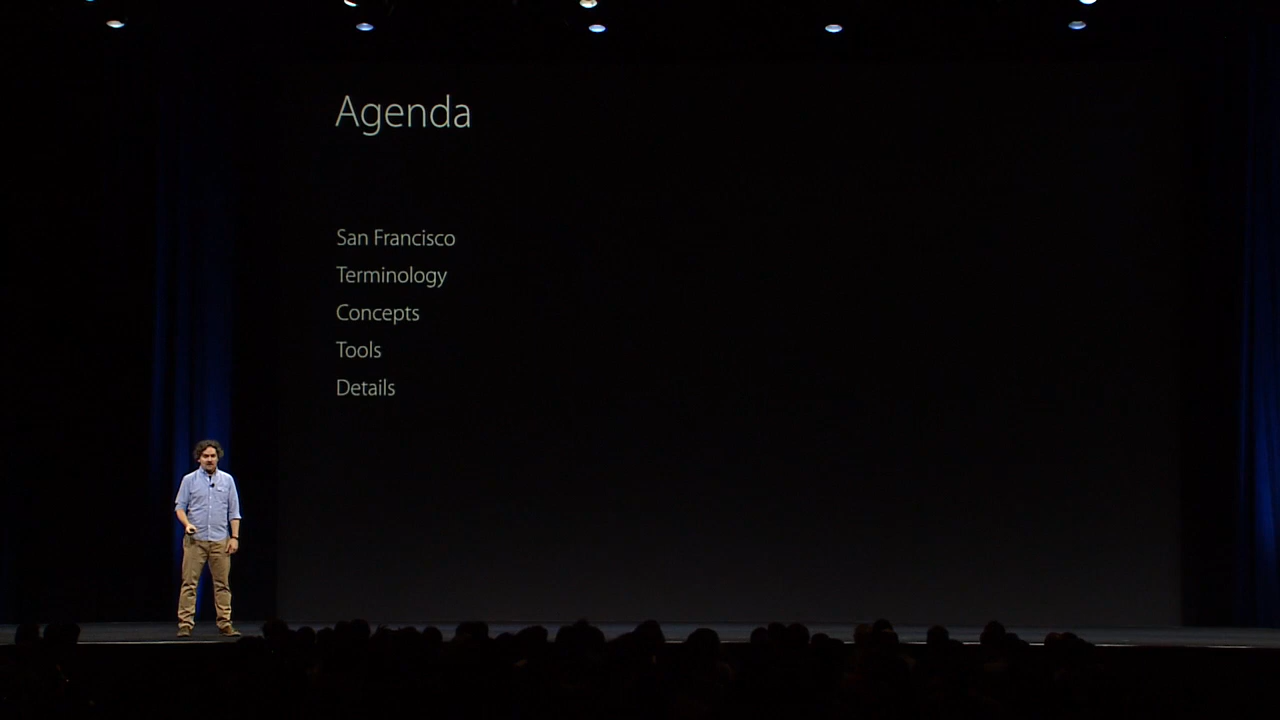 Agenda
San Francisco
Terminology
Concepts
Tools
Details